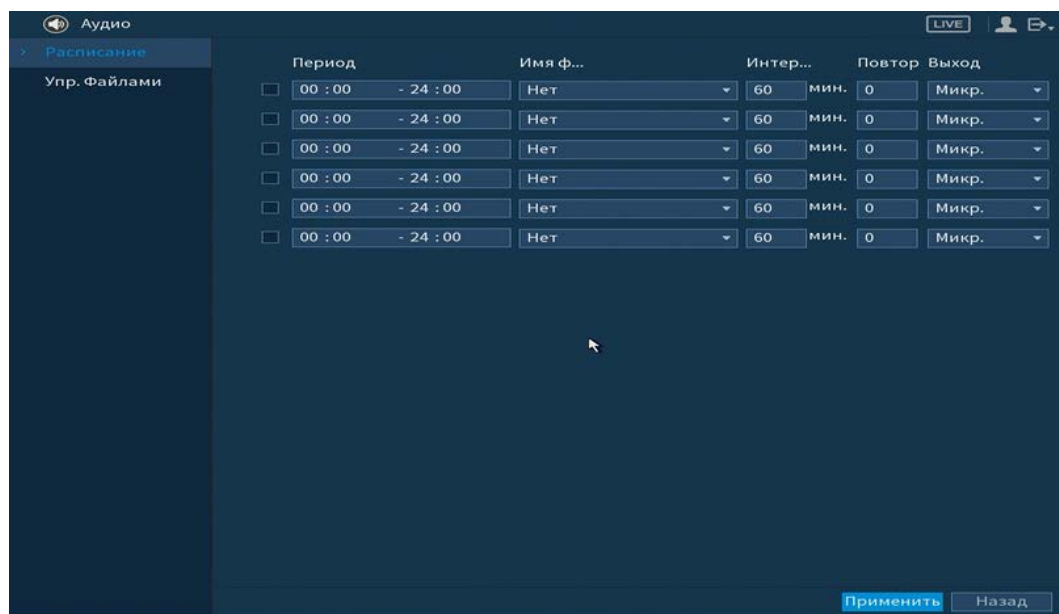 Аудио LIVE
Расписание
Упр. Файлами
Период Имя ф... Интер... Повтор Выход
00 : 00 - 24 : 00 Нет 60 мин. 0 Микр.
00 : 00 - 24 : 00 Нет 60 мин. 0 Микр.
00 : 00 - 24 : 00 Нет 60 мин. 0 Микр.
00 : 00 - 24 : 00 Нет 60 мин. 0 Микр.
00 : 00 - 24 : 00 Нет 60 мин. 0 Микр.
00 : 00 - 24 : 00 Нет 60 мин. 0 Микр.
Применить Назад